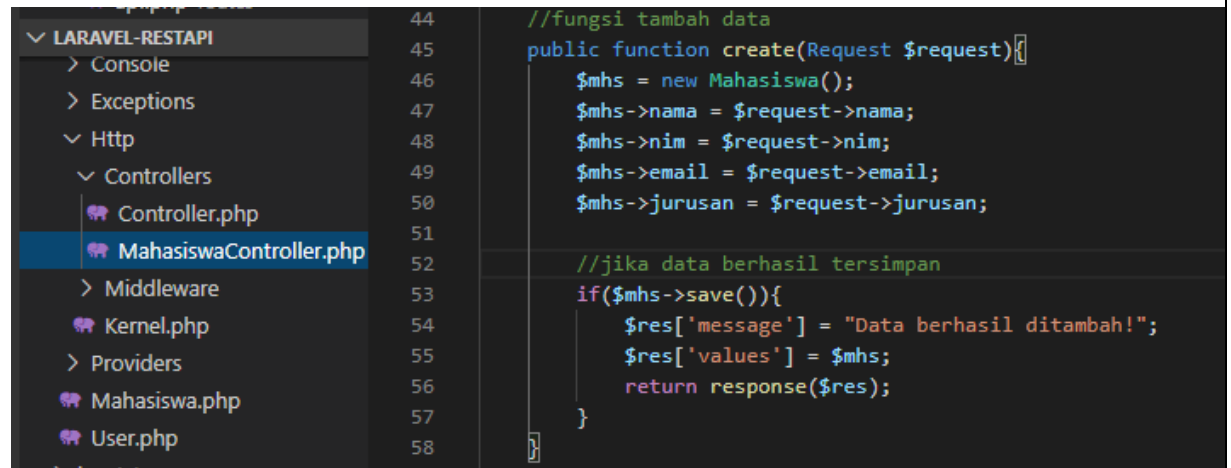 LARAVEL-RESTAPI
Console
Exceptions
Http
Controllers
Controller.php
MahasiswaController.php
Middleware
Kernel.php
Providers
Mahasiswa.php
User.php
44 //fungsi tambah data
45 public function create(Request $request){
46 $mhs = new Mahasiswa();
47 $mhs->nama = $request->nama;
48 $mhs->nim = $request->nim;
49 $mhs->email = $request->email;
50 $mhs->jurusan = $request->jurusan;
51
52 //jika data berhasil tersimpan
53 if($mhs->save()){
54 $res['message'] = "Data berhasil ditambah!";
55 $res['values'] = $mhs;
56 return response($res);
57 }
58 }